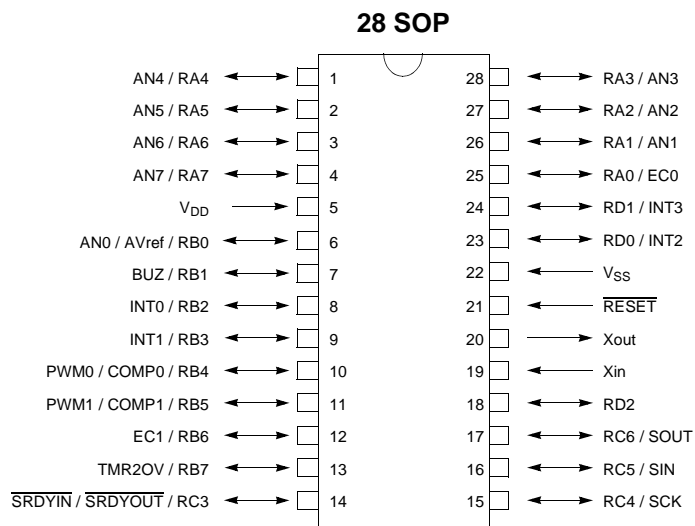 28 SOP
AN4 / RA4 1 28 RA3 / AN3
AN5 / RA5 2 27 RA2 / AN2
AN6 / RA6 3 26 RA1 / AN1
AN7 / RA7 4 25 RA0 / EC0
VDD 5 24 RD1 / INT3
AN0 / AVref / RB0 6 23 RD0 / INT2
BUZ / RB1 7 22 VSS
INT0 / RB2 8 21 RESET
INT1 / RB3 9 20 Xout
PWM0 / COMP0 / RB4 10 19 Xin
PWM1 / COMP1 / RB5 11 18 RD2
EC1 / RB6 12 17 RC6 / SOUT
TMR2OV / RB7 13 16 RC5 / SIN
SRDYIN / SRDYOUT / RC3 14 15 RC4 / SCK